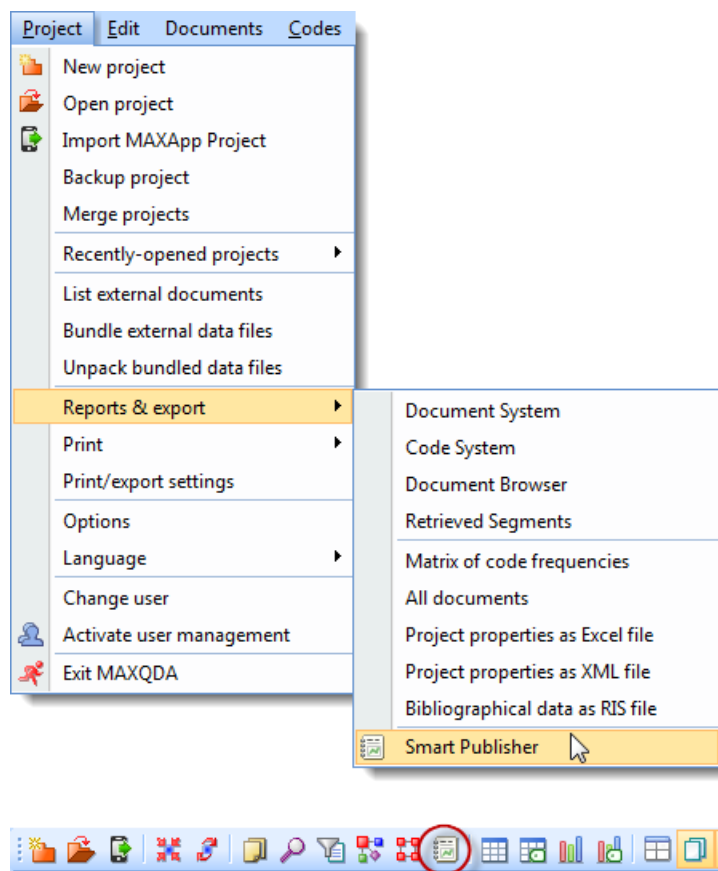 Project Edit Documents Codes
New project
Open project
Import MAXApp Project
Backup project
Merge projects
Recently-opened projects
List external documents
Bundle external data files
Unpack bundled data files
Reports & export
Print
Print/export settings
Options
Language
Change user
Activate user management
Exit MAXQDA
Document System
Code System
Document Browser
Retrieved Segments
Matrix of code frequencies
All documents
Project properties as Excel file
Project properties as XML file
Bibliographical data as RIS file
Smart Publisher